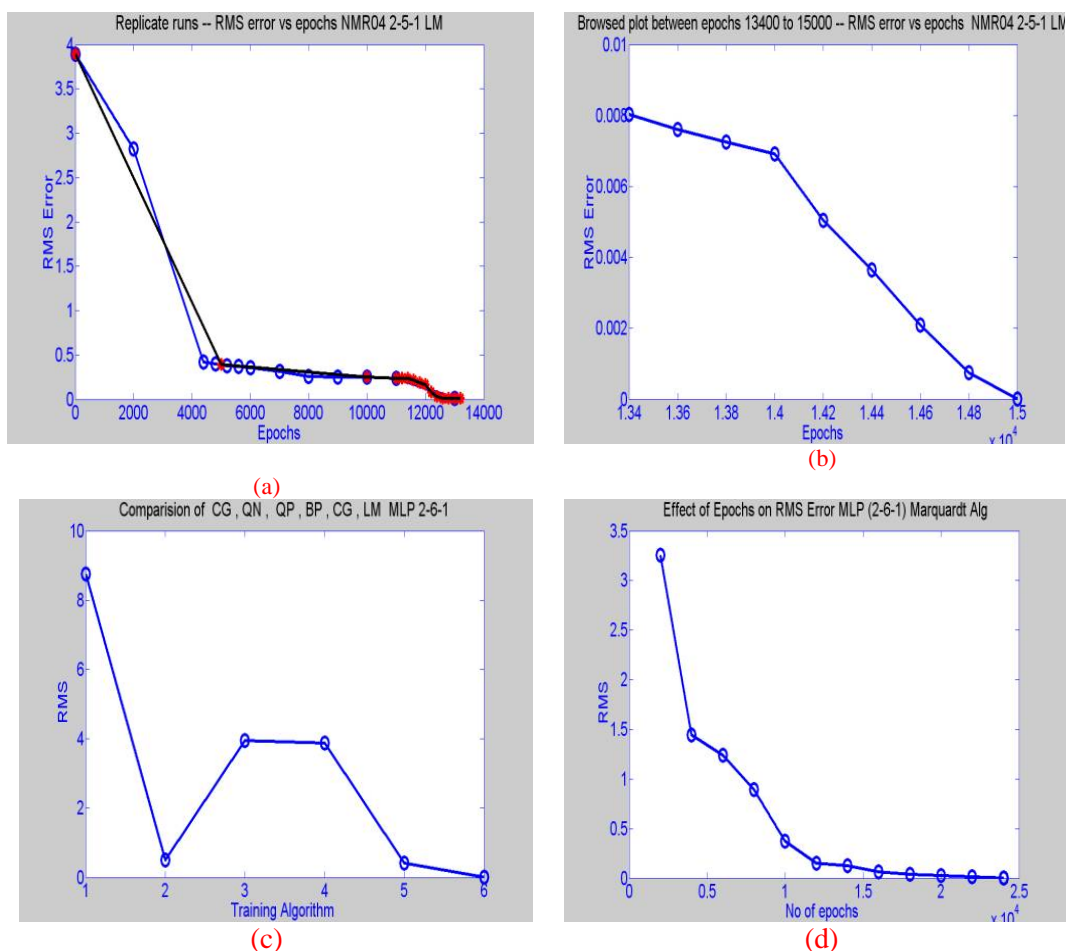 Replicate runs -- RMS error vs epochs NMR04 2-5-1 LM
4
3.5
3
2.5
2
1.5
1
0.5
0
RMS Error
0 2000 4000 6000 8000 10000 12000 14000
Epochs
(a)
Browsed plot between epochs 13400 to 15000 -- RMS error vs epochs NMR04 2-5-1 LM
0.01
0.008
0.006
0.004
0.002
0
RMS Error
1.34 1.36 1.38 1.4 1.42 1.44 1.46 1.48 1.5
Epochs
x 10^4
(b)
Comparision of CG , QN , QP , BP , CG , LM MLP 2-6-1
10
8
6
4
2
0
RMS
1 2 3 4 5 6
Training Algorithm
(c)
Effect of Epochs on RMS Error MLP (2-6-1) Marquardt Alg
3.5
3
2.5
2
1.5
1
0.5
0
RMS
0 0.5 1 1.5 2 2.5
No of epochs
x 10^4
(d)